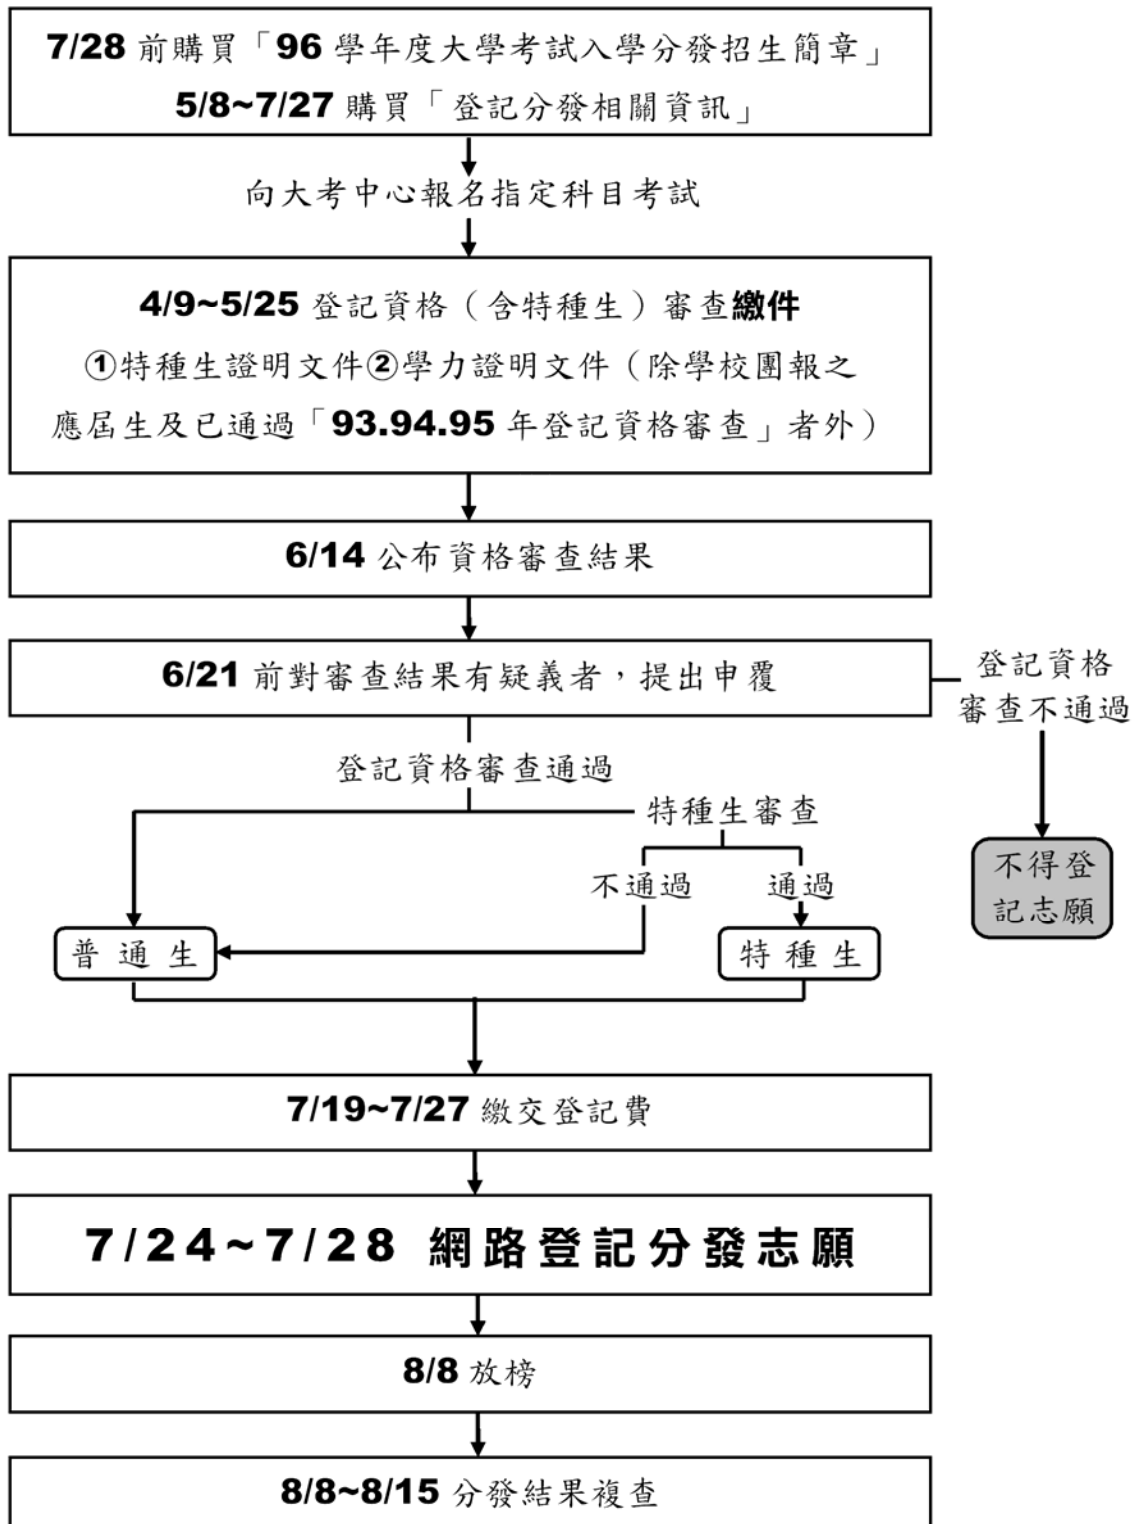 7/28 前購買「96 學年度大學考試入學分發招生簡章」
5/8~7/27 購買「登記分發相關資訊」
向大考中心報名指定科目考試
4/9~5/25 登記資格（含特種生）審查繳件
①特種生證明文件②學力證明文件（除學校團報之
應屆生及已通過「93.94.95 年登記資格審查」者外）
6/14 公布資格審查結果
6/21 前對審查結果有疑義者，提出申覆
登記資格
審查不通過
登記資格審查通過
特種生審查
不通過
通過
不得登
記志願
普通生
特種生
7/19~7/27 繳交登記費
7/24~7/28 網路登記分發志願
8/8 放榜
8/8~8/15 分發結果複查